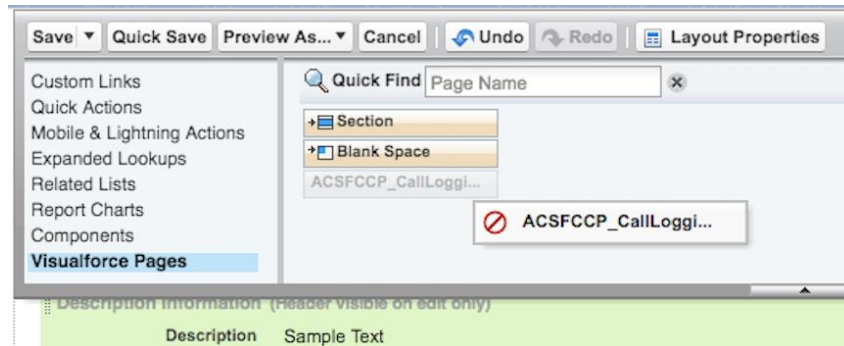 Save Quick Save Preview As... Cancel Undo Redo Layout Properties
Custom Links
Quick Actions
Mobile & Lightning Actions
Expanded Lookups
Related Lists
Report Charts
Components
Visualforce Pages
Quick Find Page Name
Section
Blank Space
ACSFCCP_CallLoggi...
ACSFCCP_CallLoggi...
Description Information (Header visible on edit only)
Description Sample Text